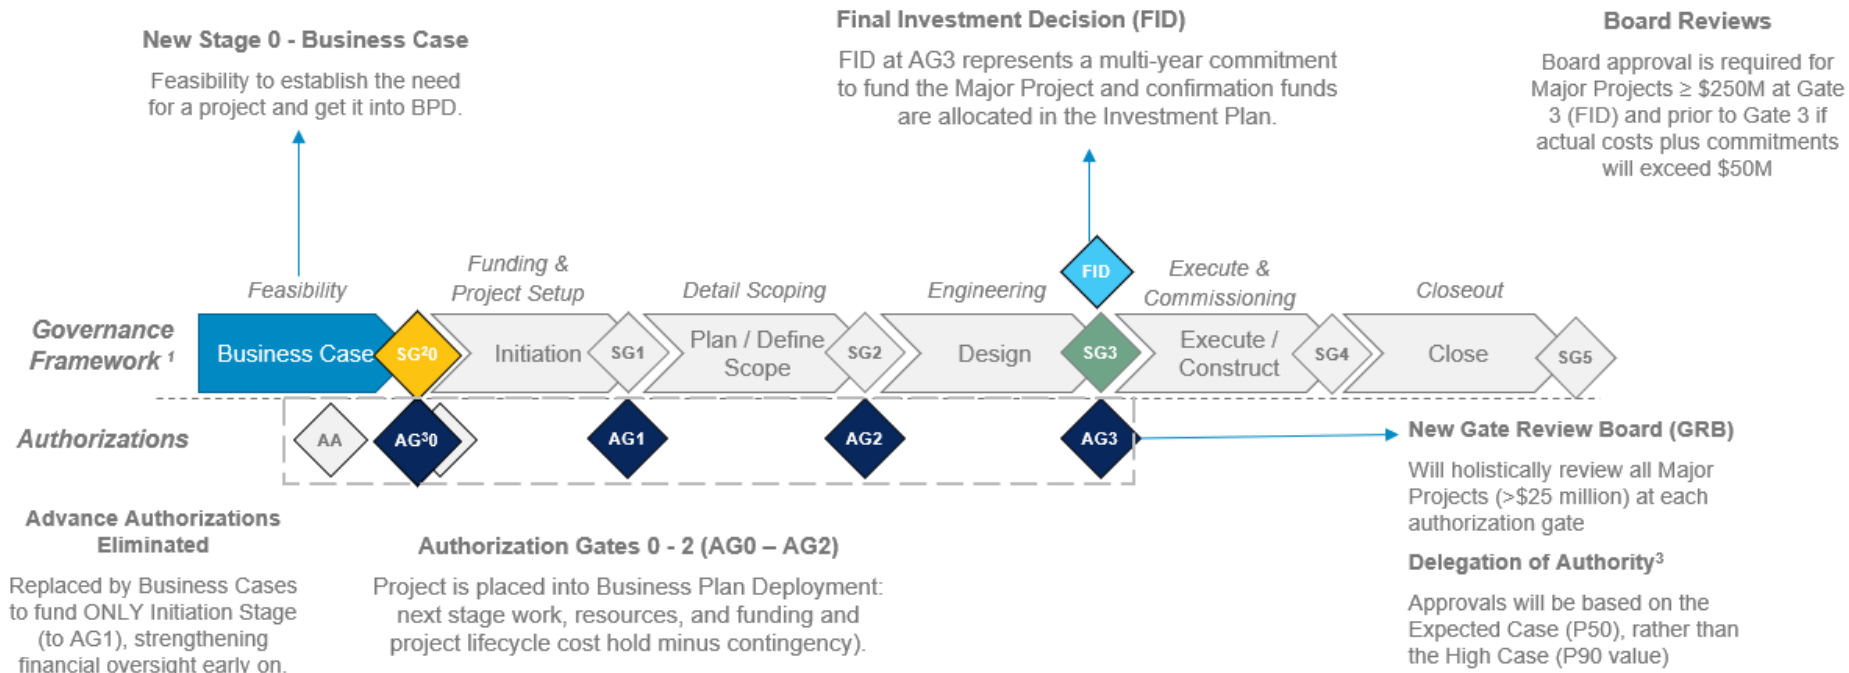 New Stage 0 - Business Case
Feasibility to establish the need
for a project and get it into BPD.
Final Investment Decision (FID)
FID at AG3 represents a multi-year commitment
to fund the Major Project and confirmation funds
are allocated in the Investment Plan.
Board Reviews
Board approval is required for
Major Projects ≥ $250M at Gate
3 (FID) and prior to Gate 3 if
actual costs plus commitments
will exceed $50M
Feasibility
Funding &
Project Setup
Detail Scoping
Engineering
FID
Execute &
Commissioning
Closeout
Governance
Framework ¹
Business Case
SG²0
Initiation
SG1
Plan / Define
Scope
SG2
Design
SG3
Execute /
Construct
SG4
Close
SG5
Authorizations
AA
AG³0
AG1
AG2
AG3
New Gate Review Board (GRB)
Will holistically review all Major
Projects (>$25 million) at each
authorization gate
Delegation of Authority³
Approvals will be based on the
Expected Case (P50), rather than
the High Case (P90 value)
Advance Authorizations
Eliminated
Replaced by Business Cases
to fund ONLY Initiation Stage
(to AG1), strengthening
financial oversight early on.
Authorization Gates 0 - 2 (AG0 – AG2)
Project is placed into Business Plan Deployment:
next stage work, resources, and funding and
project lifecycle cost hold minus contingency).